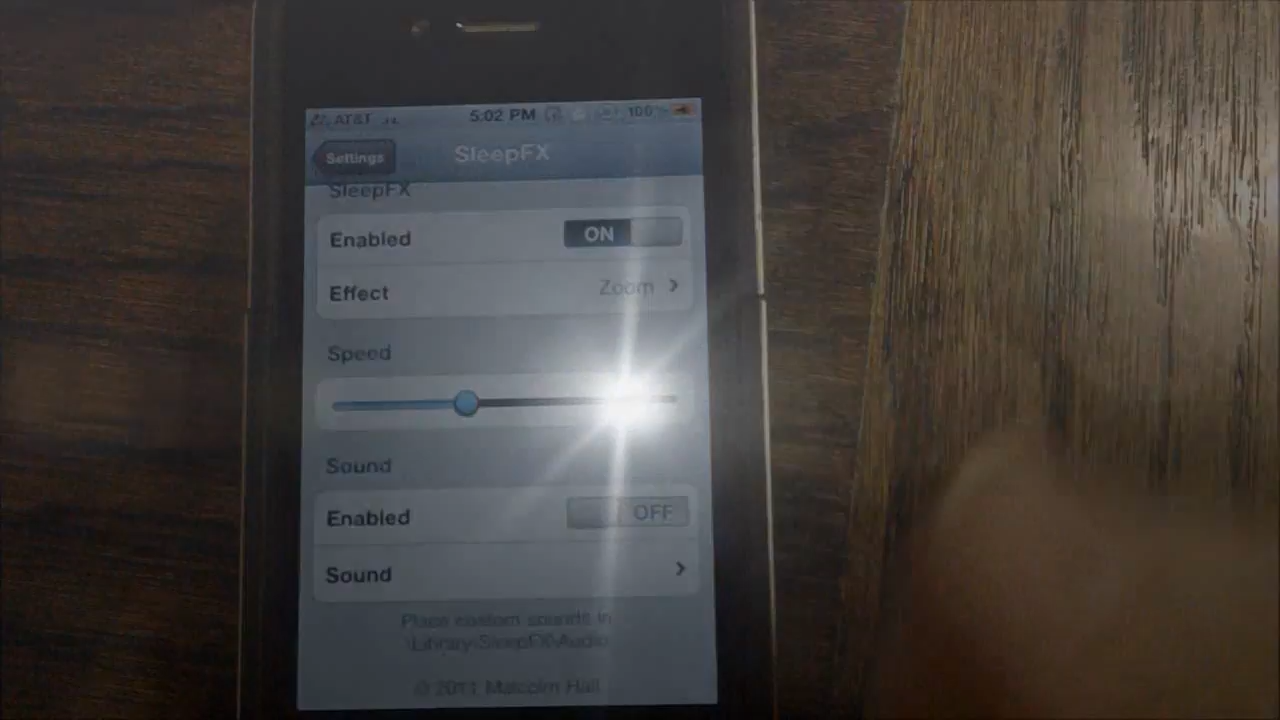 AT&T 5:02 PM 100%
Settings SleepFX
SleepFX
Enabled ON
Effect Zoom
Speed
Sound
Enabled OFF
Sound
Place custom sounds in
\Library\SleepFX\Audio
© 2011 Malcolm Hall